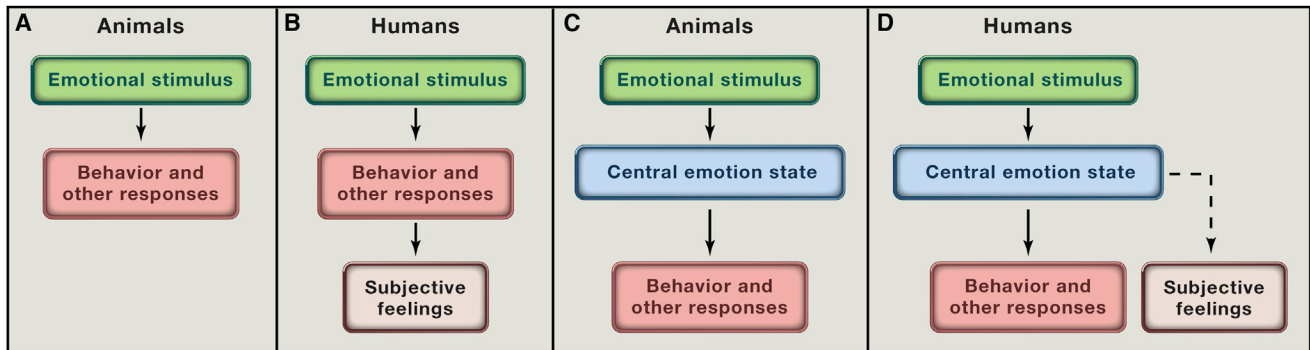 A
Animals
Emotional stimulus
Behavior and
other responses
B
Humans
Emotional stimulus
Behavior and
other responses
Subjective
feelings
C
Animals
Emotional stimulus
Central emotion state
Behavior and
other responses
D
Humans
Emotional stimulus
Central emotion state
Behavior and
other responses
Subjective
feelings